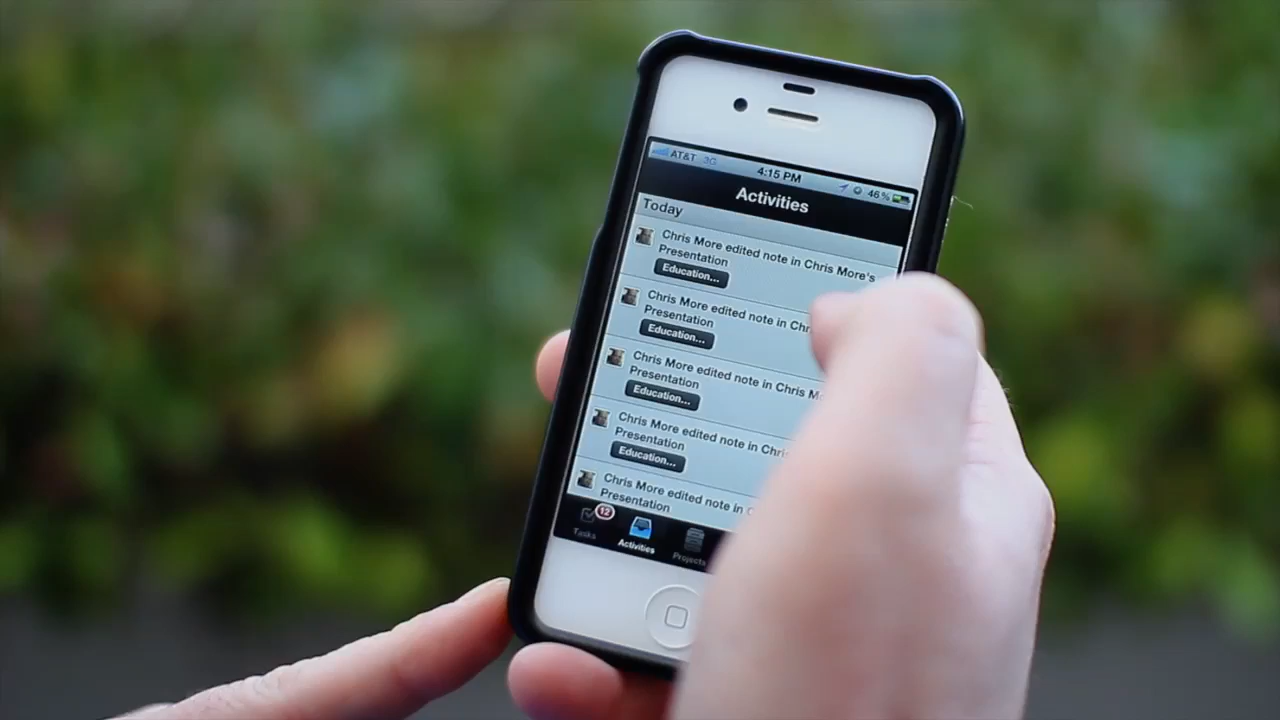 AT&T 3G 4:15 PM 46%
Activities
Today
Chris More edited note in Chris More's
Presentation
Education...
Chris More edited note in Chr
Presentation
Education...
Chris More edited note in Chris M
Presentation
Education...
Chris More edited note in Chri
Presentation
Education...
Chris More edited note in C
Presentation
12
Tasks
Activities
Projects